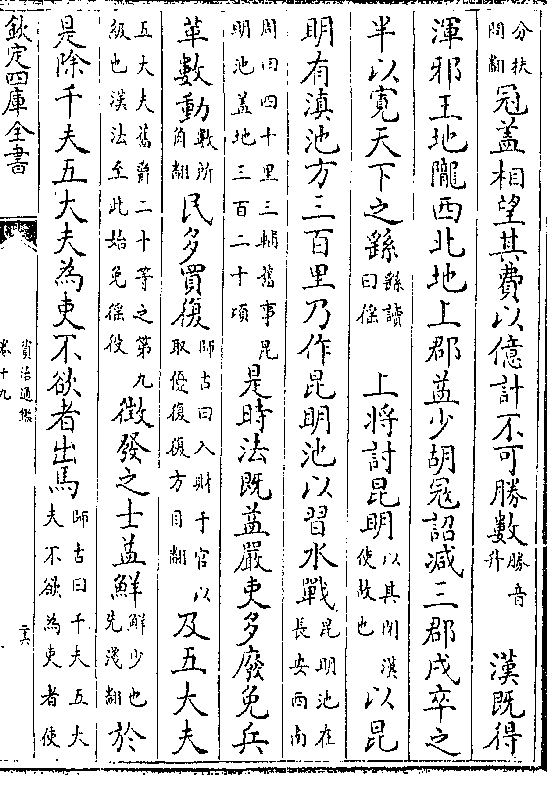 分扶問翻冠葢相望其費以億計不可勝數勝音升　漢既得
渾邪王地隴西北地上郡益少胡冦詔减三郡戍卒之
半以寛天下之繇繇讀曰徭　上將討昆明以其閉漢使故也以昆
明有滇池方三百里乃作昆明池以習水戰昆明池在長安西南
周回四十里三輔舊事昆明池蓋地三百二十頃是時法既益嚴吏多廢免兵
革數動數所角翻民多買復師古曰入財于官以取優復復方目翻及五大夫
五大夫舊爵二十等之第九級也漢法至此始免徭役徵發之士益鮮鮮少也先淺翻於
是除千夫五大夫為吏不欲者出馬師古曰千夫五大夫不欲為吏者使
欽定四庫全書
資治通鑑
卷十九
二六